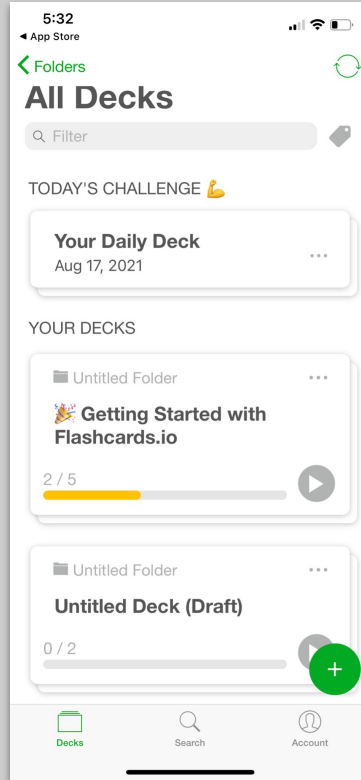 5:32
◀ App Store
Folders
All Decks
Filter
TODAY'S CHALLENGE 💪
Your Daily Deck
Aug 17, 2021
YOUR DECKS
Untitled Folder
🎉 Getting Started with
Flashcards.io
2 / 5
Untitled Folder
Untitled Deck (Draft)
0 / 2
+
Decks
Search
Account